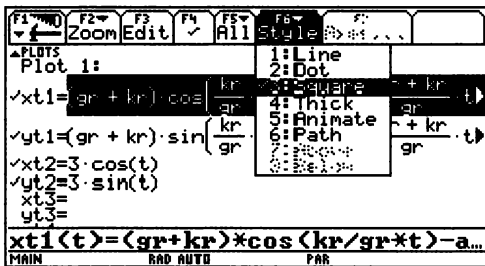 F1 F2 F3 F4 F5 F6 F7
Zoom Edit ✓ All Style
▲PLOTS
Plot 1:
1:Line
2:Dot
3:Square
4:Thick
5:Animate
6:Path
✓xt1=(gr + kr)·cos(kr/gr + kr/gr ·t▶
✓yt1=(gr + kr)·sin(kr/gr + kr/gr ·t▶
✓xt2=3·cos(t)
✓yt2=3·sin(t)
xt3=
yt3=
xt1(t)=(gr+kr)*cos(kr/gr*t)-a…
MAIN RAD AUTO PAR